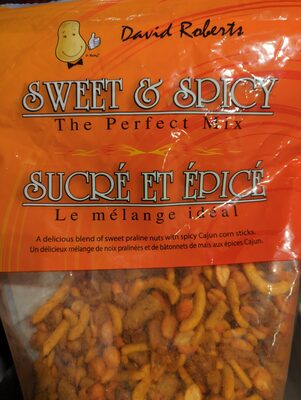 David Roberts
SWEET & SPICY
The Perfect Mix
SUCRÉ ET ÉPICÉ
Le mélange idéal
A delicious blend of sweet praline nuts with spicy Cajun corn sticks.
Un délicieux mélange de noix pralinées et de bâtonnets de maïs aux épices Cajun.